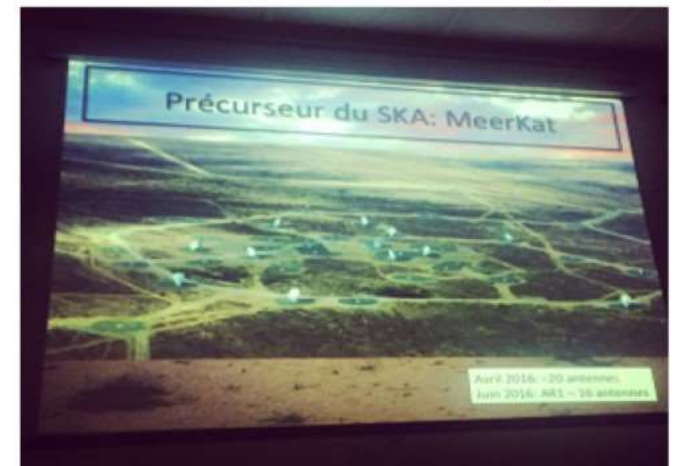 Précurseur du SKA: MeerKat
Avril 2016: ~20 antennes
Juin 2016: AR1 – 16 antennes